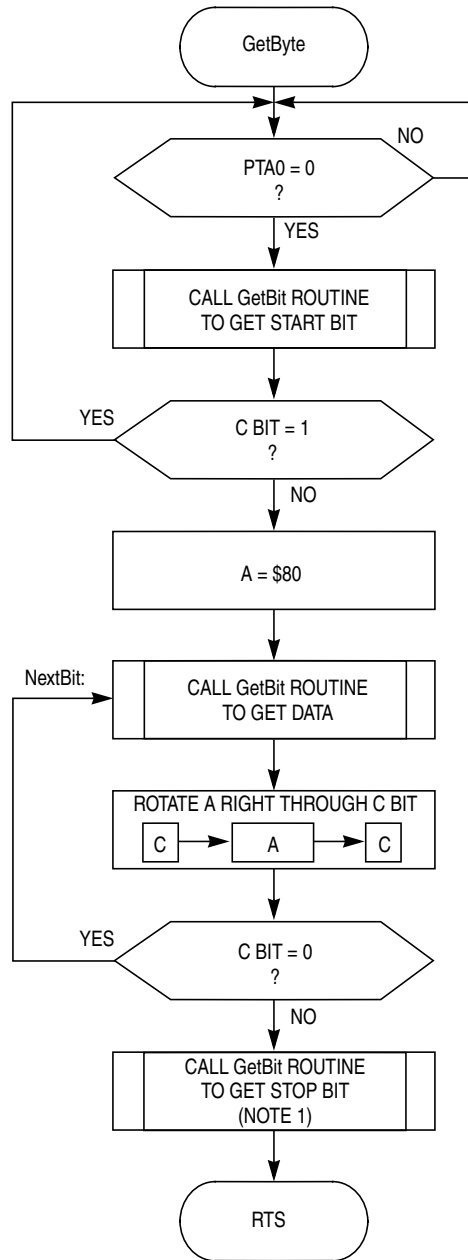 GetByte
NO
PTA0 = 0
?
YES
CALL GetBit ROUTINE
TO GET START BIT
YES
C BIT = 1
?
NO
A = $80
NextBit:
CALL GetBit ROUTINE
TO GET DATA
ROTATE A RIGHT THROUGH C BIT
C A C
YES
C BIT = 0
?
NO
CALL GetBit ROUTINE
TO GET STOP BIT
(NOTE 1)
RTS